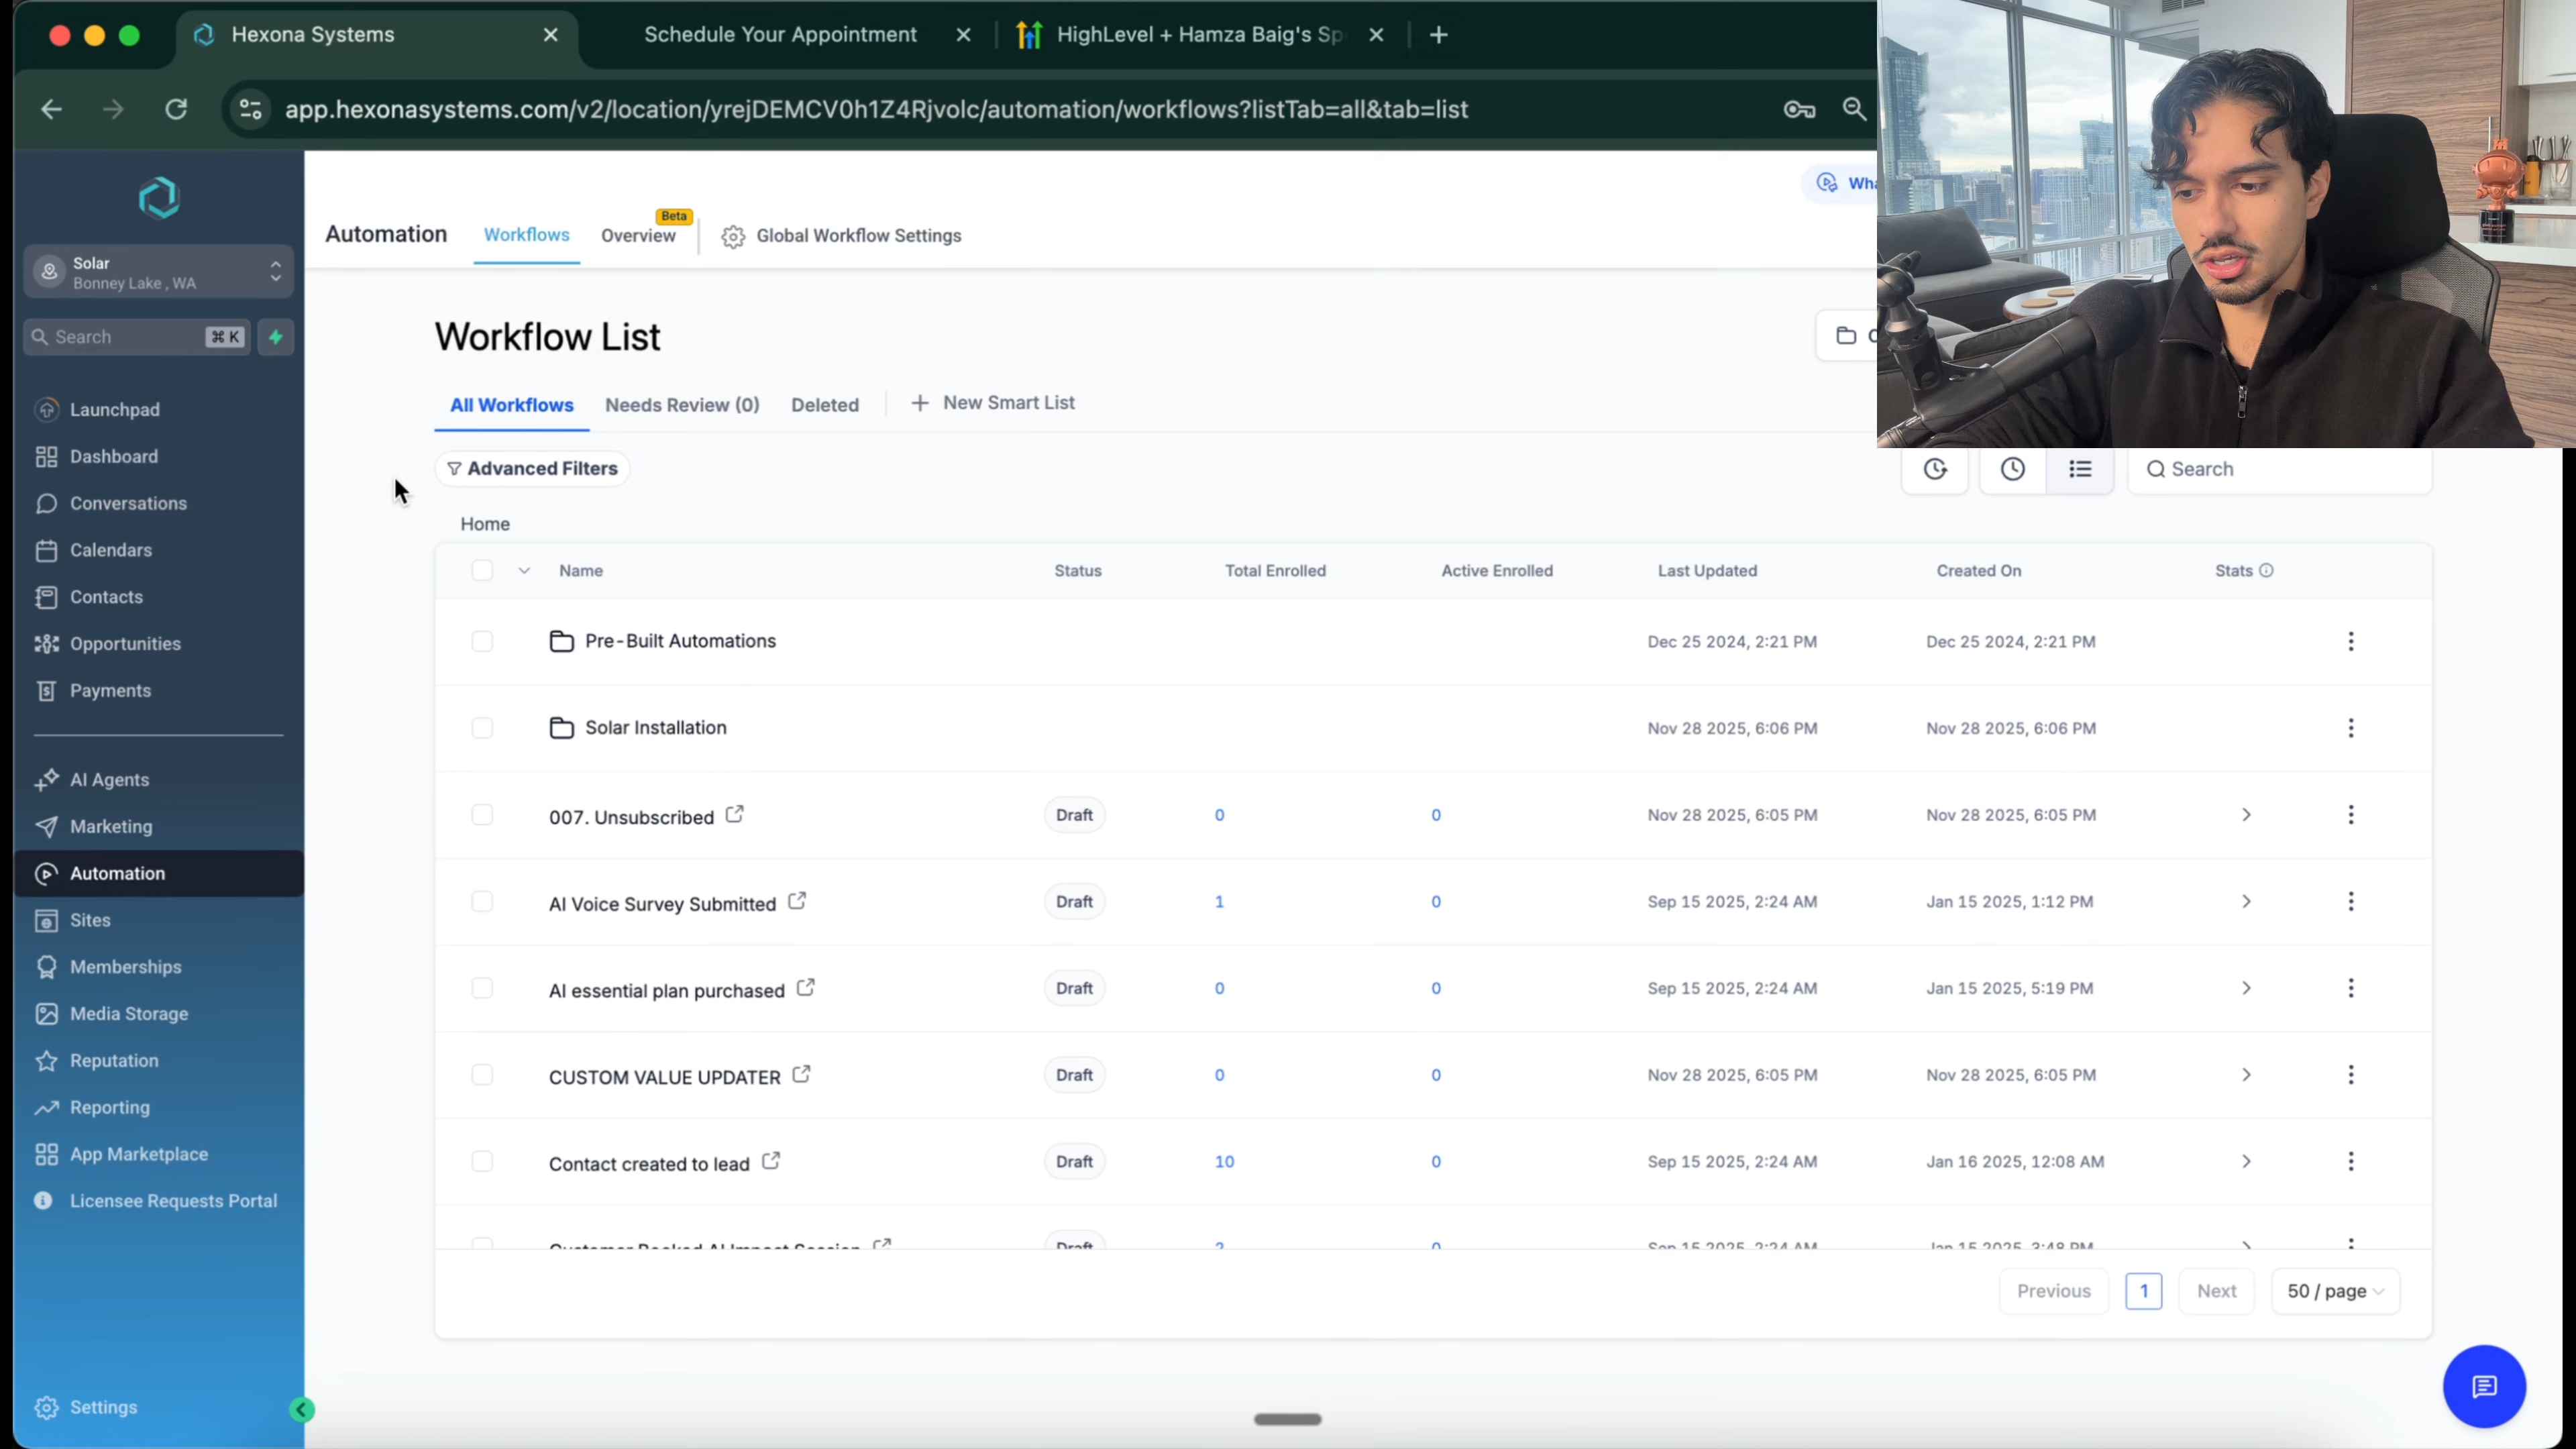 Hexona Systems
Schedule Your Appointment
HighLevel + Hamza Baig's Sp
app.hexonasystems.com/v2/location/yrejDEMCV0h1Z4Rjvolc/automation/workflows?listTab=all&tab=list
Solar
Bonney Lake , WA
Search
⌘ K
Launchpad
Dashboard
Conversations
Calendars
Contacts
Opportunities
Payments
AI Agents
Marketing
Automation
Sites
Memberships
Media Storage
Reputation
Reporting
App Marketplace
Licensee Requests Portal
Settings
Automation
Workflows
Overview
Beta
Global Workflow Settings
Workflow List
All Workflows
Needs Review (0)
Deleted
New Smart List
Advanced Filters
Search
Home
Name Status Total Enrolled Active Enrolled Last Updated Created On Stats
Pre-Built Automations Dec 25 2024, 2:21 PM Dec 25 2024, 2:21 PM
Solar Installation Nov 28 2025, 6:06 PM Nov 28 2025, 6:06 PM
007. Unsubscribed Draft 0 0 Nov 28 2025, 6:05 PM Nov 28 2025, 6:05 PM
AI Voice Survey Submitted Draft 1 0 Sep 15 2025, 2:24 AM Jan 15 2025, 1:12 PM
AI essential plan purchased Draft 0 0 Sep 15 2025, 2:24 AM Jan 15 2025, 5:19 PM
CUSTOM VALUE UPDATER Draft 0 0 Nov 28 2025, 6:05 PM Nov 28 2025, 6:05 PM
Contact created to lead Draft 10 0 Sep 15 2025, 2:24 AM Jan 16 2025, 12:08 AM
Customer Booked AI Impact Session Draft 2 0 Sep 15 2025, 2:24 AM Jan 15 2025, 3:48 PM
Previous 1 Next 50 / page